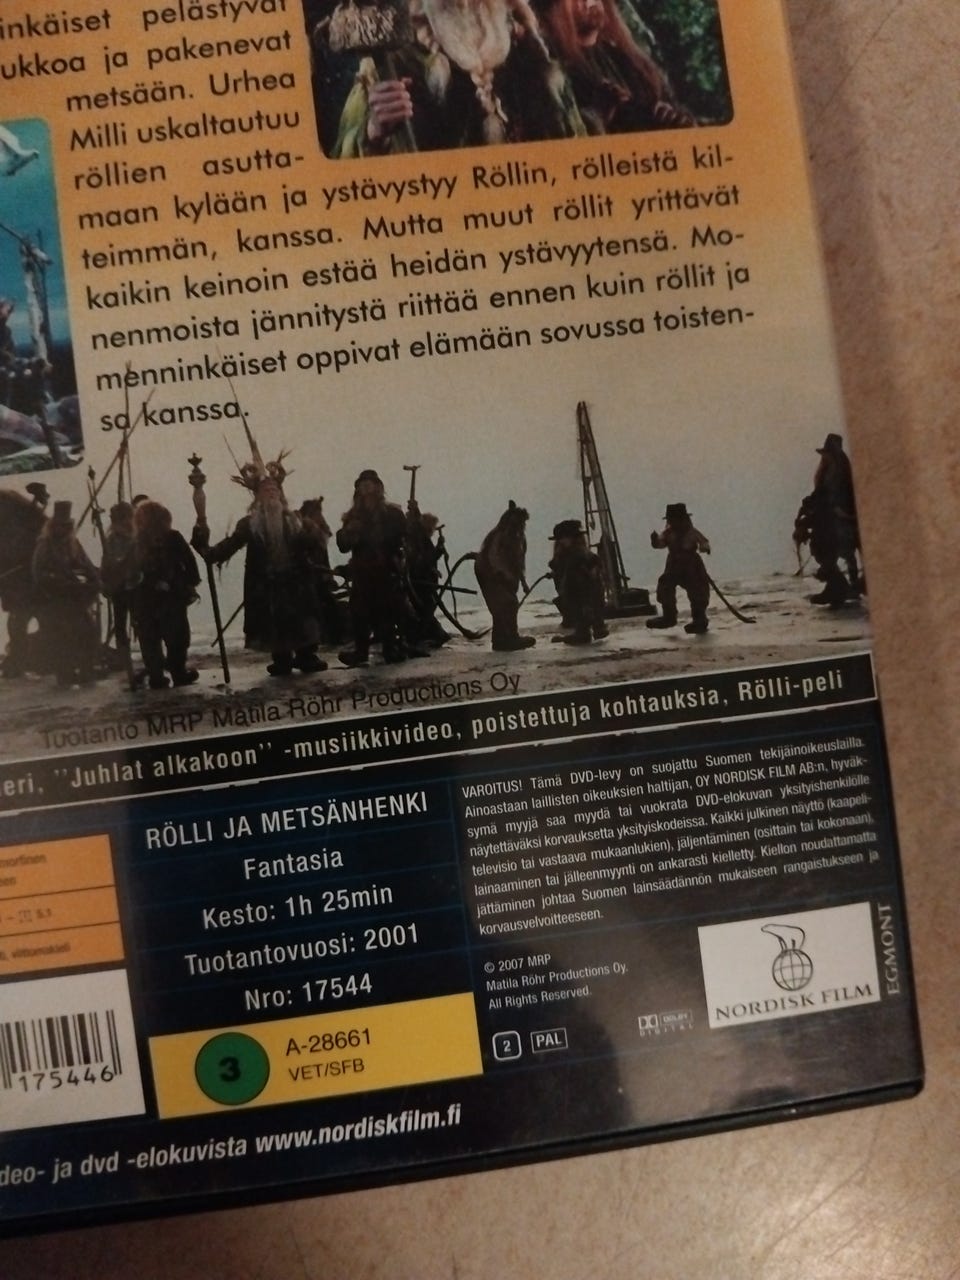 inkäiset pelästyvät
ukkoa ja pakenevat
metsään. Urhea
Milli uskaltautuu
röllien asutta-
maan kylään ja ystävystyy Röllin, rölleistä kil-
teimmän, kanssa. Mutta muut röllit yrittävät
kaikin keinoin estää heidän ystävyytensä. Mo-
nenmoista jännitystä riittää ennen kuin röllit ja
menninkäiset oppivat elämään sovussa toisten-
sa kanssa.
Tuotanto MRP Matila Röhr Productions Oy
eri, "Juhlat alkakoon" -musiikkivideo, poistettuja kohtauksia, Rölli-peli
RÖLLI JA METSÄNHENKI
Fantasia
Kesto: 1h 25min
Tuotantovuosi: 2001
Nro: 17544
3
A-28661
VET/SFB
175446
VAROITUS! Tämä DVD-levy on suojattu Suomen tekijäinoikeuslailla.
Ainoastaan laillisten oikeuksien haltijan, OY NORDISK FILM AB:n, hyväk-
symä myyjä saa myydä tai vuokrata DVD-elokuvan yksityishenkilölle
näytettäväksi korvauksetta yksityiskodeissa. Kaikki julkinen näyttö (kaapeli-
televisio tai vastaava mukaanlukien), jäljentäminen (osittain tai kokonaan),
lainaaminen tai jälleenmyynti on ankarasti kielletty. Kiellon noudattamatta
jättäminen johtaa Suomen lainsäädännön mukaiseen rangaistukseen ja
korvausvelvoitteeseen.
© 2007 MRP
Matila Röhr Productions Oy.
All Rights Reserved.
2 PAL
DOLBY
DIGITAL
NORDISK FILM
EGMONT
deo- ja dvd -elokuvista www.nordiskfilm.fi